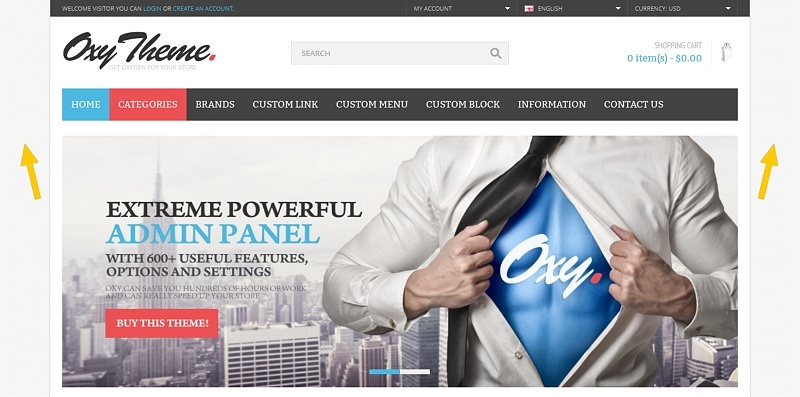 WELCOME VISITOR YOU CAN LOGIN OR CREATE AN ACCOUNT.
MY ACCOUNT
ENGLISH
CURRENCY: USD
Oxy Theme.
GET OXYGEN FOR YOUR STORE
SEARCH
SHOPPING CART
0 item(s) - $0.00
HOME CATEGORIES BRANDS CUSTOM LINK CUSTOM MENU CUSTOM BLOCK INFORMATION CONTACT US
EXTREME POWERFUL
ADMIN PANEL
WITH 600+ USEFUL FEATURES,
OPTIONS AND SETTINGS
OXY CAN SAVE YOU HUNDREDS OF HOURS OF WORK
AND CAN REALLY SPEED UP YOUR STORE
BUY THIS THEME!
Oxy.